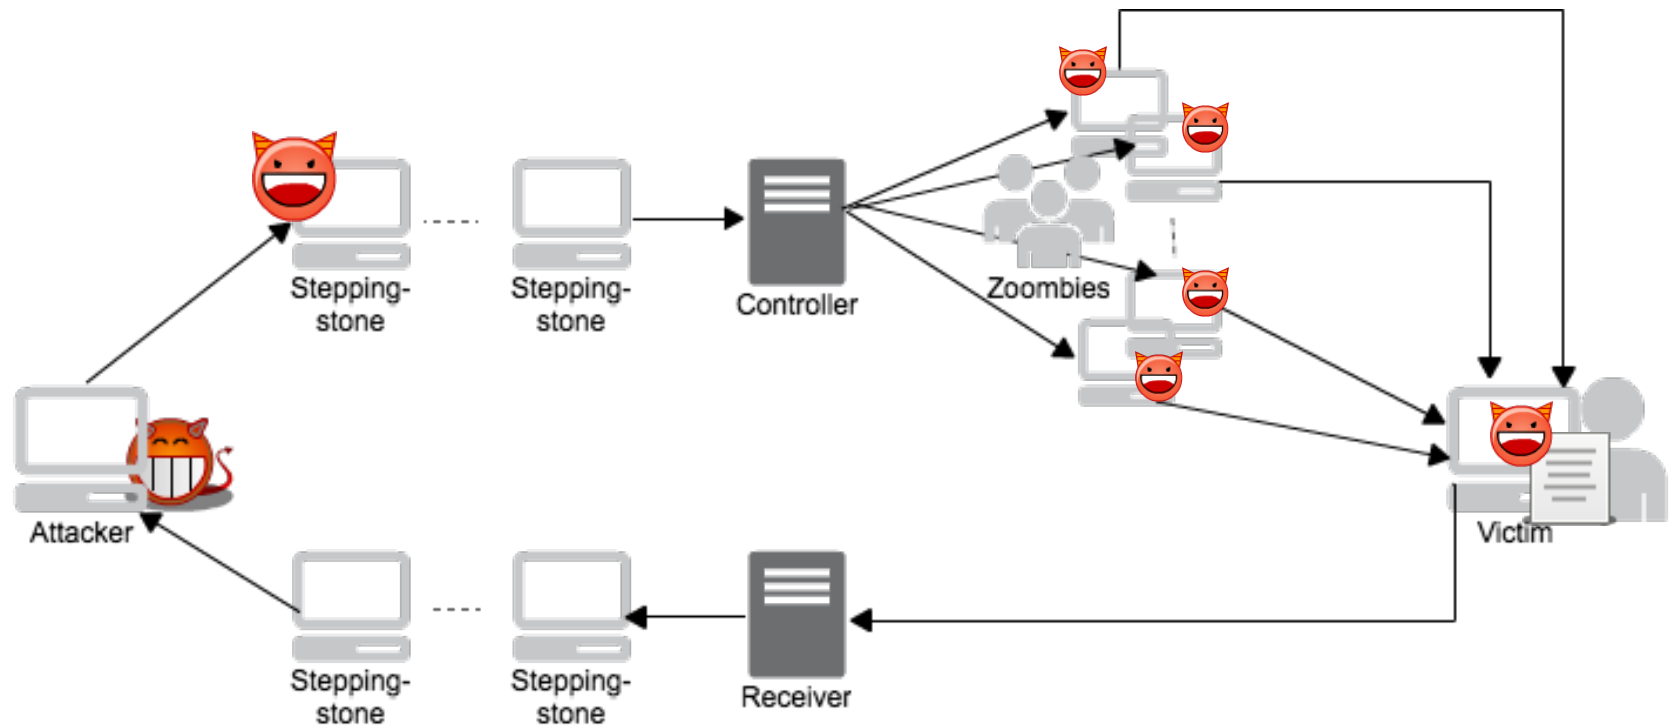 Stepping-
stone
Stepping-
stone
Controller
Zoombies
Attacker
Victim
Stepping-
stone
Stepping-
stone
Receiver